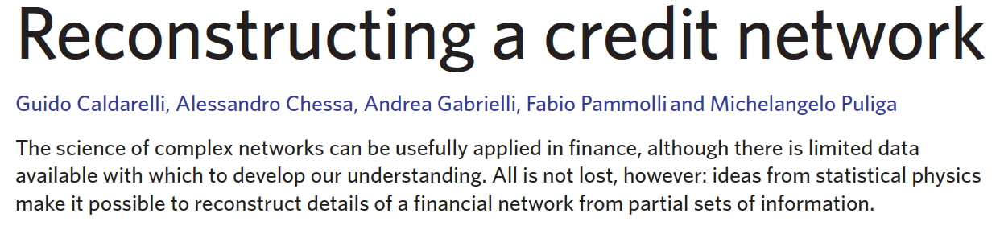 Reconstructing a credit network
Guido Caldarelli, Alessandro Chessa, Andrea Gabrielli, Fabio Pammolli and Michelangelo Puliga
The science of complex networks can be usefully applied in finance, although there is limited data
available with which to develop our understanding. All is not lost, however: ideas from statistical physics
make it possible to reconstruct details of a financial network from partial sets of information.